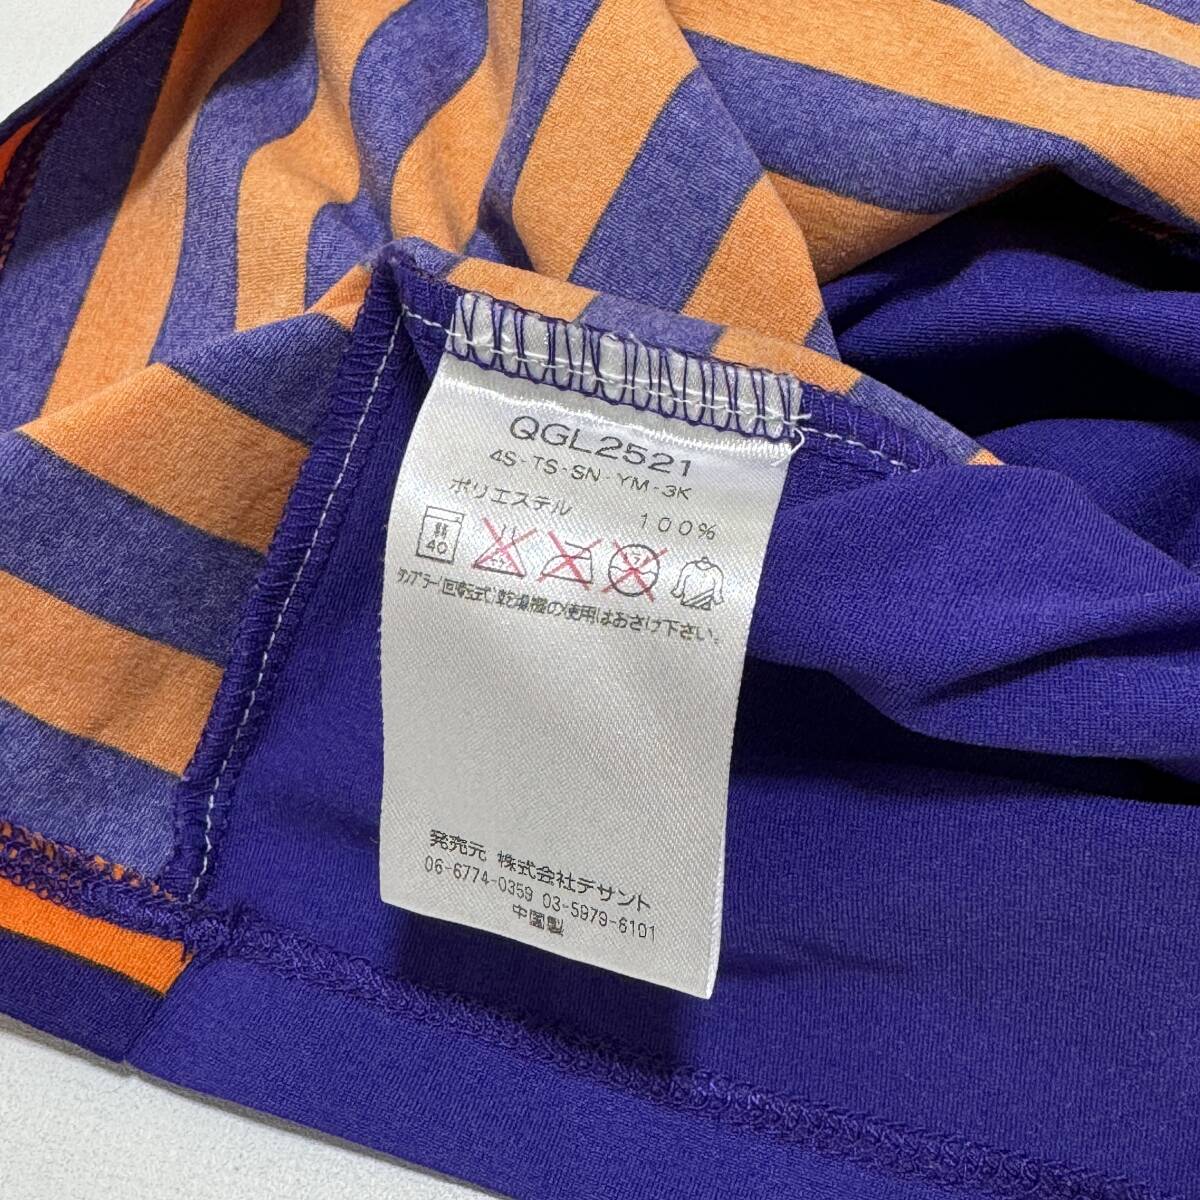 QGL2521
4S-TS-SN-YM-3K
ポリエステル 100%
弱 40
タンブラー(回転式)乾燥機の使用はおさけ下さい。
発売元 株式会社デサント
06-6774-0359 03-5979-6101
中国製